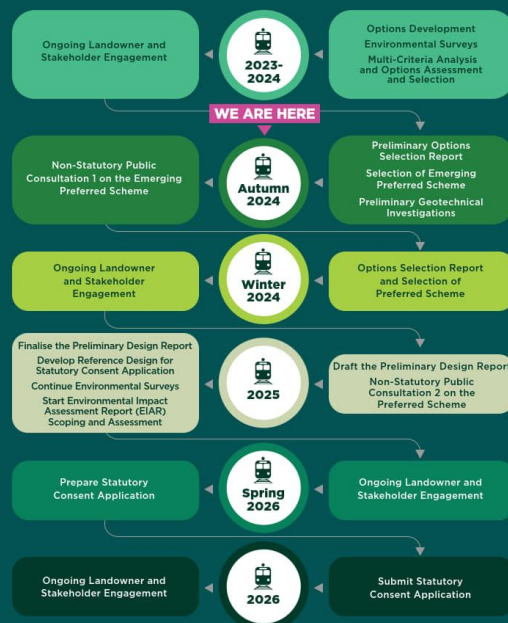 Ongoing Landowner and
Stakeholder Engagement
2023-
2024
Options Development
Environmental Surveys
Multi-Criteria Analysis
and Options Assessment
and Selection
WE ARE HERE
Non-Statutory Public
Consultation 1 on the Emerging
Preferred Scheme
Autumn
2024
Preliminary Options
Selection Report
Selection of Emerging
Preferred Scheme
Preliminary Geotechnical
Investigations
Ongoing Landowner
and Stakeholder
Engagement
Winter
2024
Options Selection Report
and Selection of
Preferred Scheme
Finalise the Preliminary Design Report
Develop Reference Design for
Statutory Consent Application
Continue Environmental Surveys
Start Environmental Impact
Assessment Report (EIAR)
Scoping and Assessment
2025
Draft the Preliminary Design Report
Non-Statutory Public
Consultation 2 on the
Preferred Scheme
Prepare Statutory
Consent Application
Spring
2026
Ongoing Landowner and
Stakeholder Engagement
Ongoing Landowner and
Stakeholder Engagement
2026
Submit Statutory
Consent Application